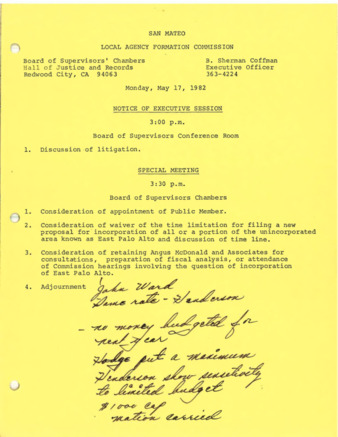 SAN MATEO
LOCAL AGENCY FORMATION COMMISSION
Board of Supervisors' Chambers
Hall of Justice and Records
Redwood City, CA 94063
B. Sherman Coffman
Executive Officer
363-4224
Monday, May 17, 1982
NOTICE OF EXECUTIVE SESSION
3:00 p.m.
Board of Supervisors Conference Room
1. Discussion of litigation.
SPECIAL MEETING
3:30 p.m.
Board of Supervisors Chambers
1. Consideration of appointment of Public Member.
2. Consideration of waiver of the time limitation for filing a new
proposal for incorporation of all or a portion of the unincorporated
area known as East Palo Alto and discussion of time line.
3. Consideration of retaining Angus McDonald and Associates for
consultations, preparation of fiscal analysis, or attendance
of Commission hearings involving the question of incorporation
of East Palo Alto.
4. Adjournment
John Ward
Same rate - Henderson
- no money budgeted for
next year
Hodge put a maximum
Henderson show sensitivity
to limited budget
$1000 cap
motion carried